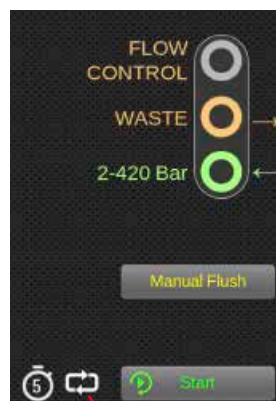 FLOW
CONTROL
WASTE
2-420 Bar
Manual Flush
5
Start